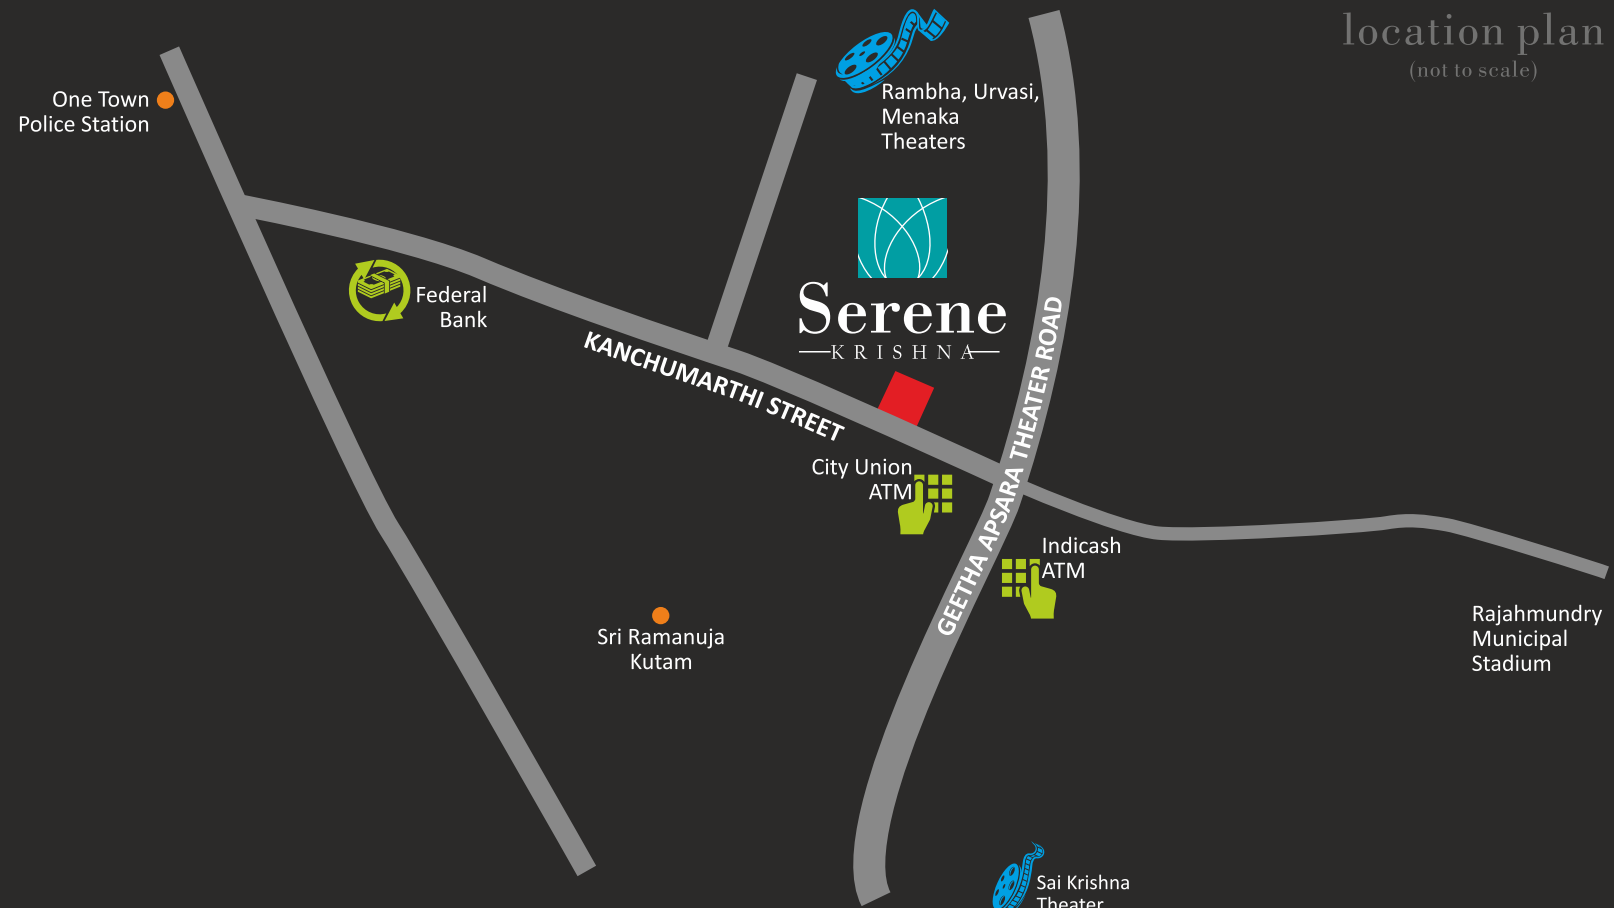 location plan
(not to scale)
One Town
Police Station
Rambha, Urvasi,
Menaka
Theaters
Serene
KRISHNA
Federal
Bank
KANCHUMARTHI STREET
GEETHA APSARA THEATER ROAD
City Union
ATM
Indicash
ATM
Sri Ramanuja
Kutam
Rajahmundry
Municipal
Stadium
Sai Krishna
Theater